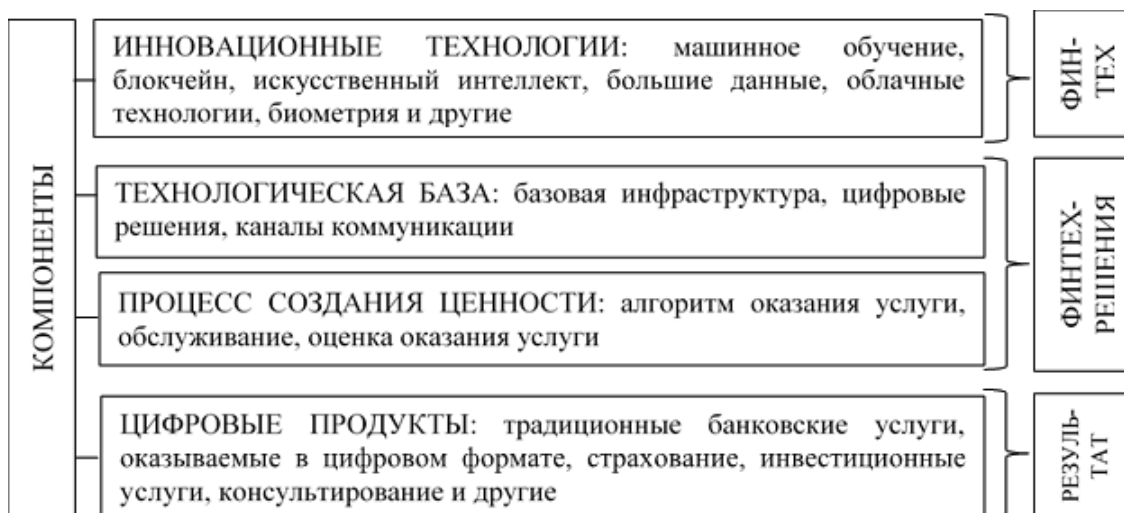 КОМПОНЕНТЫ
ИННОВАЦИОННЫЕ ТЕХНОЛОГИИ: машинное обучение,
блокчейн, искусственный интеллект, большие данные, облачные
технологии, биометрия и другие
ФИН-
ТЕХ
ТЕХНОЛОГИЧЕСКАЯ БАЗА: базовая инфраструктура, цифровые
решения, каналы коммуникации
ПРОЦЕСС СОЗДАНИЯ ЦЕННОСТИ: алгоритм оказания услуги,
обслуживание, оценка оказания услуги
ФИНТЕХ-
РЕШЕНИЯ
ЦИФРОВЫЕ ПРОДУКТЫ: традиционные банковские услуги,
оказываемые в цифровом формате, страхование, инвестиционные
услуги, консультирование и другие
РЕЗУЛЬ-
ТАТ